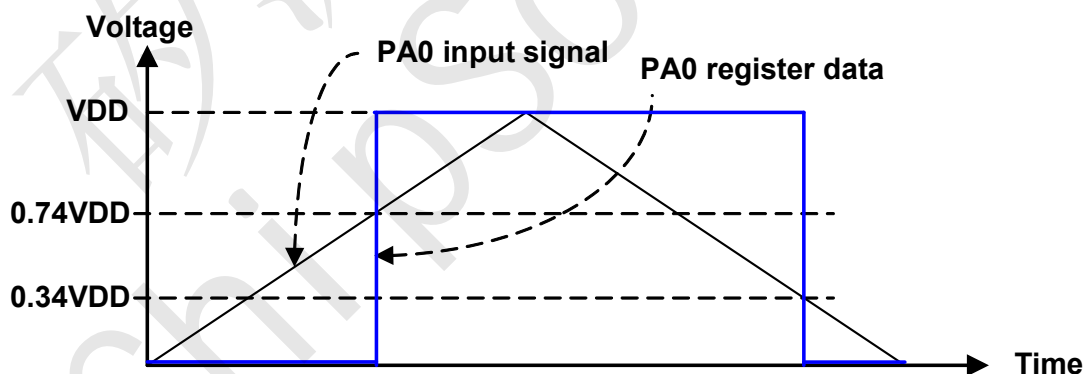 Voltage
PA0 input signal
PA0 register data
VDD
0.74VDD
0.34VDD
Time